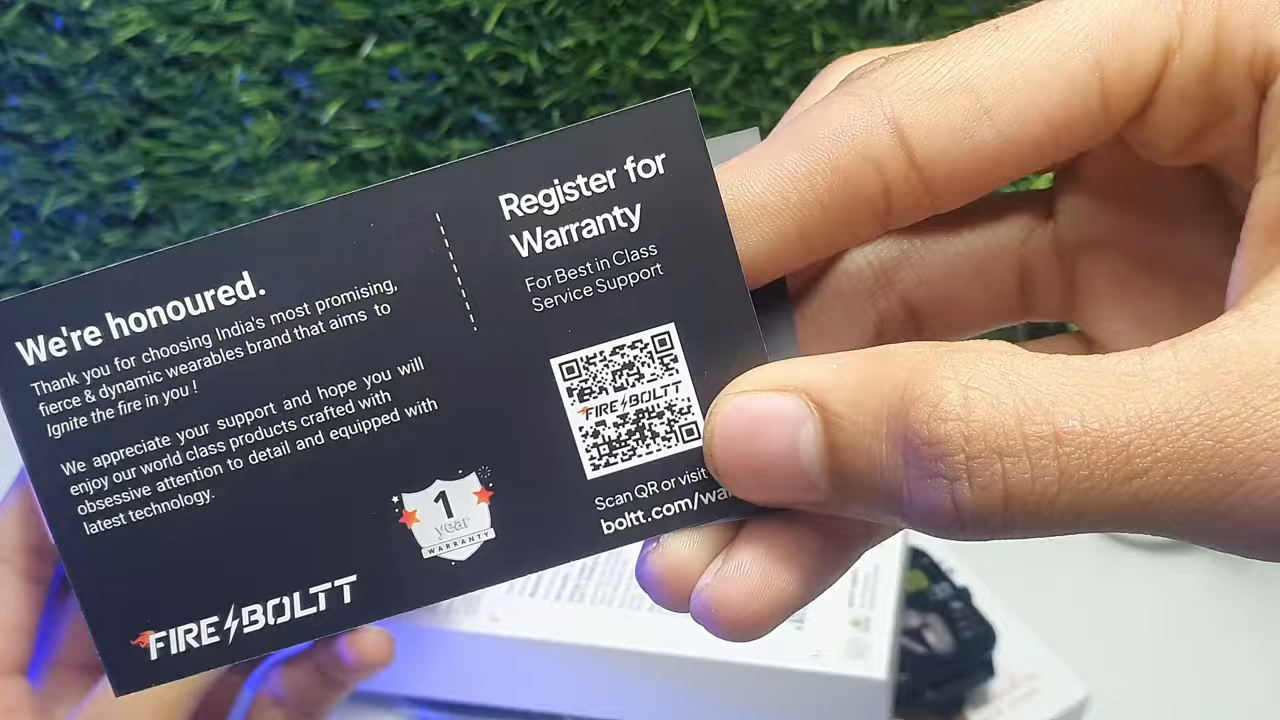 We're honoured.
Thank you for choosing India's most promising,
fierce & dynamic wearables brand that aims to
Ignite the fire in you !
We appreciate your support and hope you will
enjoy our world class products crafted with
obsessive attention to detail and equipped with
latest technology.
1
year
WARRANTY
FIRE BOLTT
Register for
Warranty
For Best in Class
Service Support
FIRE BOLTT
Scan QR or visit
boltt.com/wa